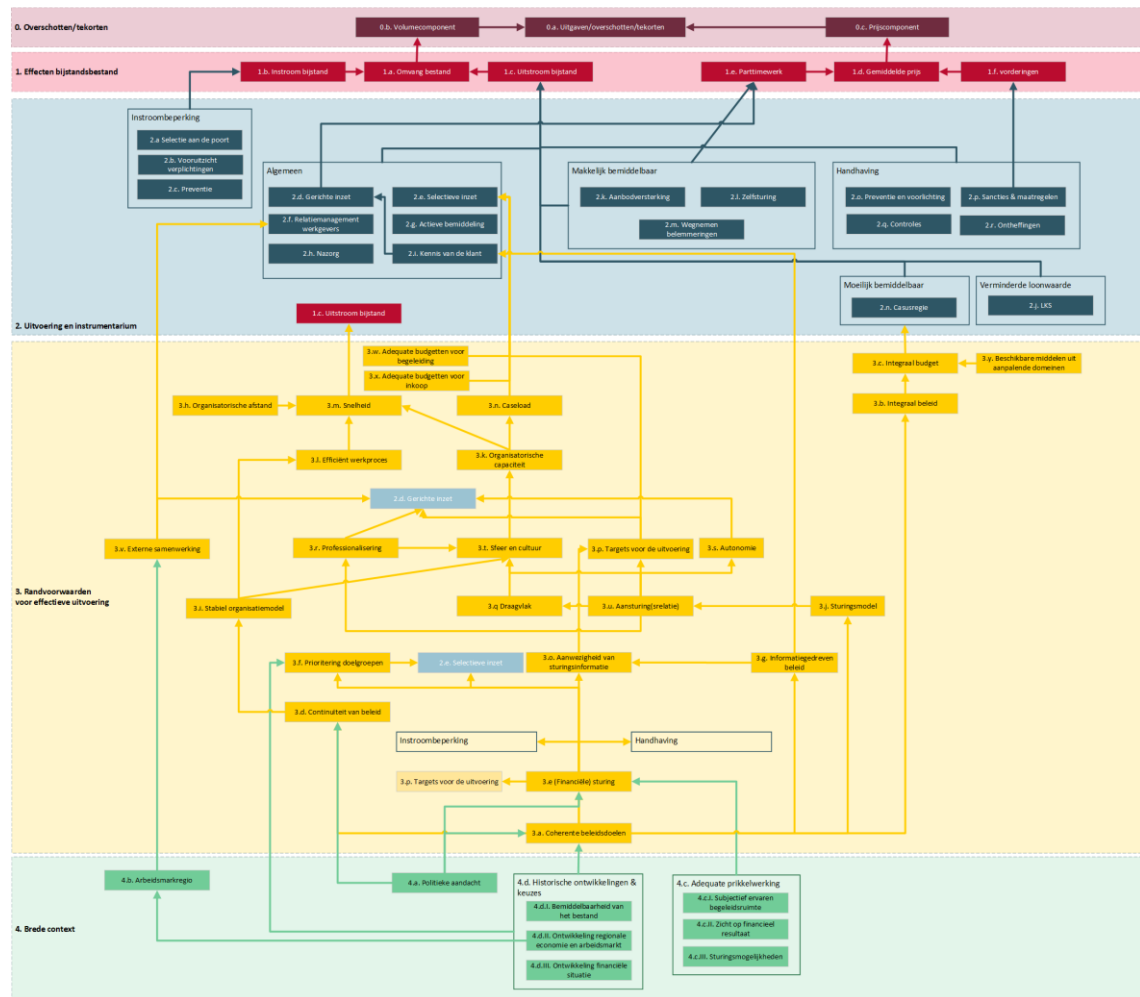 0. Overschotten/tekorten
0.b. Volumecomponent
0.a. Uitgaven/overschotten/tekorten
0.c. Prijscomponent
1. Effecten bijstandsbestand
1.b. Instroom bijstand
1.a. Omvang bestand
1.c. Uitstroom bijstand
1.e. Parttimewerk
1.d. Gemiddelde prijs
1.f. vorderingen
Instroombeperking
2.a Selectie aan de poort
2.b. Vooruitzicht
verplichtingen
2.c. Preventie
Algemeen
2.d. Gerichte inzet
2.e. Selectieve inzet
2.f. Relatiemanagement
werkgevers
2.g. Actieve bemiddeling
2.h. Nazorg
2.i. Kennis van de klant
Makkelijk bemiddelbaar
2.k. Aanbodversterking
2.l. Zelfsturing
2.m. Wegnemen
belemmeringen
Handhaving
2.o. Preventie en voorlichting
2.p. Sancties & maatregelen
2.q. Controles
2.r. Ontheffingen
Moeilijk bemiddelbaar
2.n. Casusregie
Verminderde loonwaarde
2.j. LKS
1.c. Uitstroom bijstand
2. Uitvoering en instrumentarium
3.w. Adequate budgetten voor
begeleiding
3.x. Adequate budgetten voor
inkoop
3.c. Integraal budget
3.y. Beschikbare middelen uit
aanpalende domeinen
3.h. Organisatorische afstand
3.m. Snelheid
3.n. Caseload
3.b. Integraal beleid
3.l. Efficiënt werkproces
3.k. Organisatorische
capaciteit
2.d. Gerichte inzet
3.v. Externe samenwerking
3.r. Professionalisering
3.t. Sfeer en cultuur
3.p. Targets voor de uitvoering
3.s. Autonomie
3. Randvoorwaarden
voor effectieve uitvoering
3.i. Stabiel organisatiemodel
3.q Draagvlak
3.u. Aansturing(srelatie)
3.j. Sturingsmodel
3.f. Prioritering doelgroepen
2.e. Selectieve inzet
3.o. Aanwezigheid van
sturingsinformatie
3.g. Informatiegedreven
beleid
3.d. Continuïteit van beleid
Instroombeperking
Handhaving
3.p. Targets voor de uitvoering
3.e (Financiële) sturing
3.a. Coherente beleidsdoelen
4.b. Arbeidsmarkregio
4.a. Politieke aandacht
4.d. Historische ontwikkelingen &
keuzes
4.d.I. Bemiddelbaarheid van
het bestand
4.d.II. Ontwikkeling regionale
economie en arbeidsmarkt
4.d.III. Ontwikkeling financiële
situatie
4.c. Adequate prikkelwerking
4.c.I. Subjectief ervaren
begeleidsruimte
4.c.II. Zicht op financieel
resultaat
4.c.III. Sturingsmogelijkheden
4. Brede context